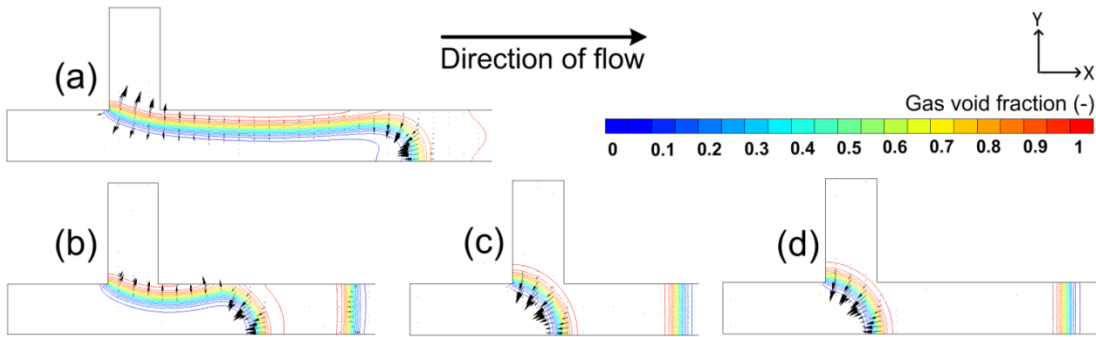 Y
X
Direction of flow
(a)
Gas void fraction (-)
0 0.1 0.2 0.3 0.4 0.5 0.6 0.7 0.8 0.9 1
(b) (c) (d)